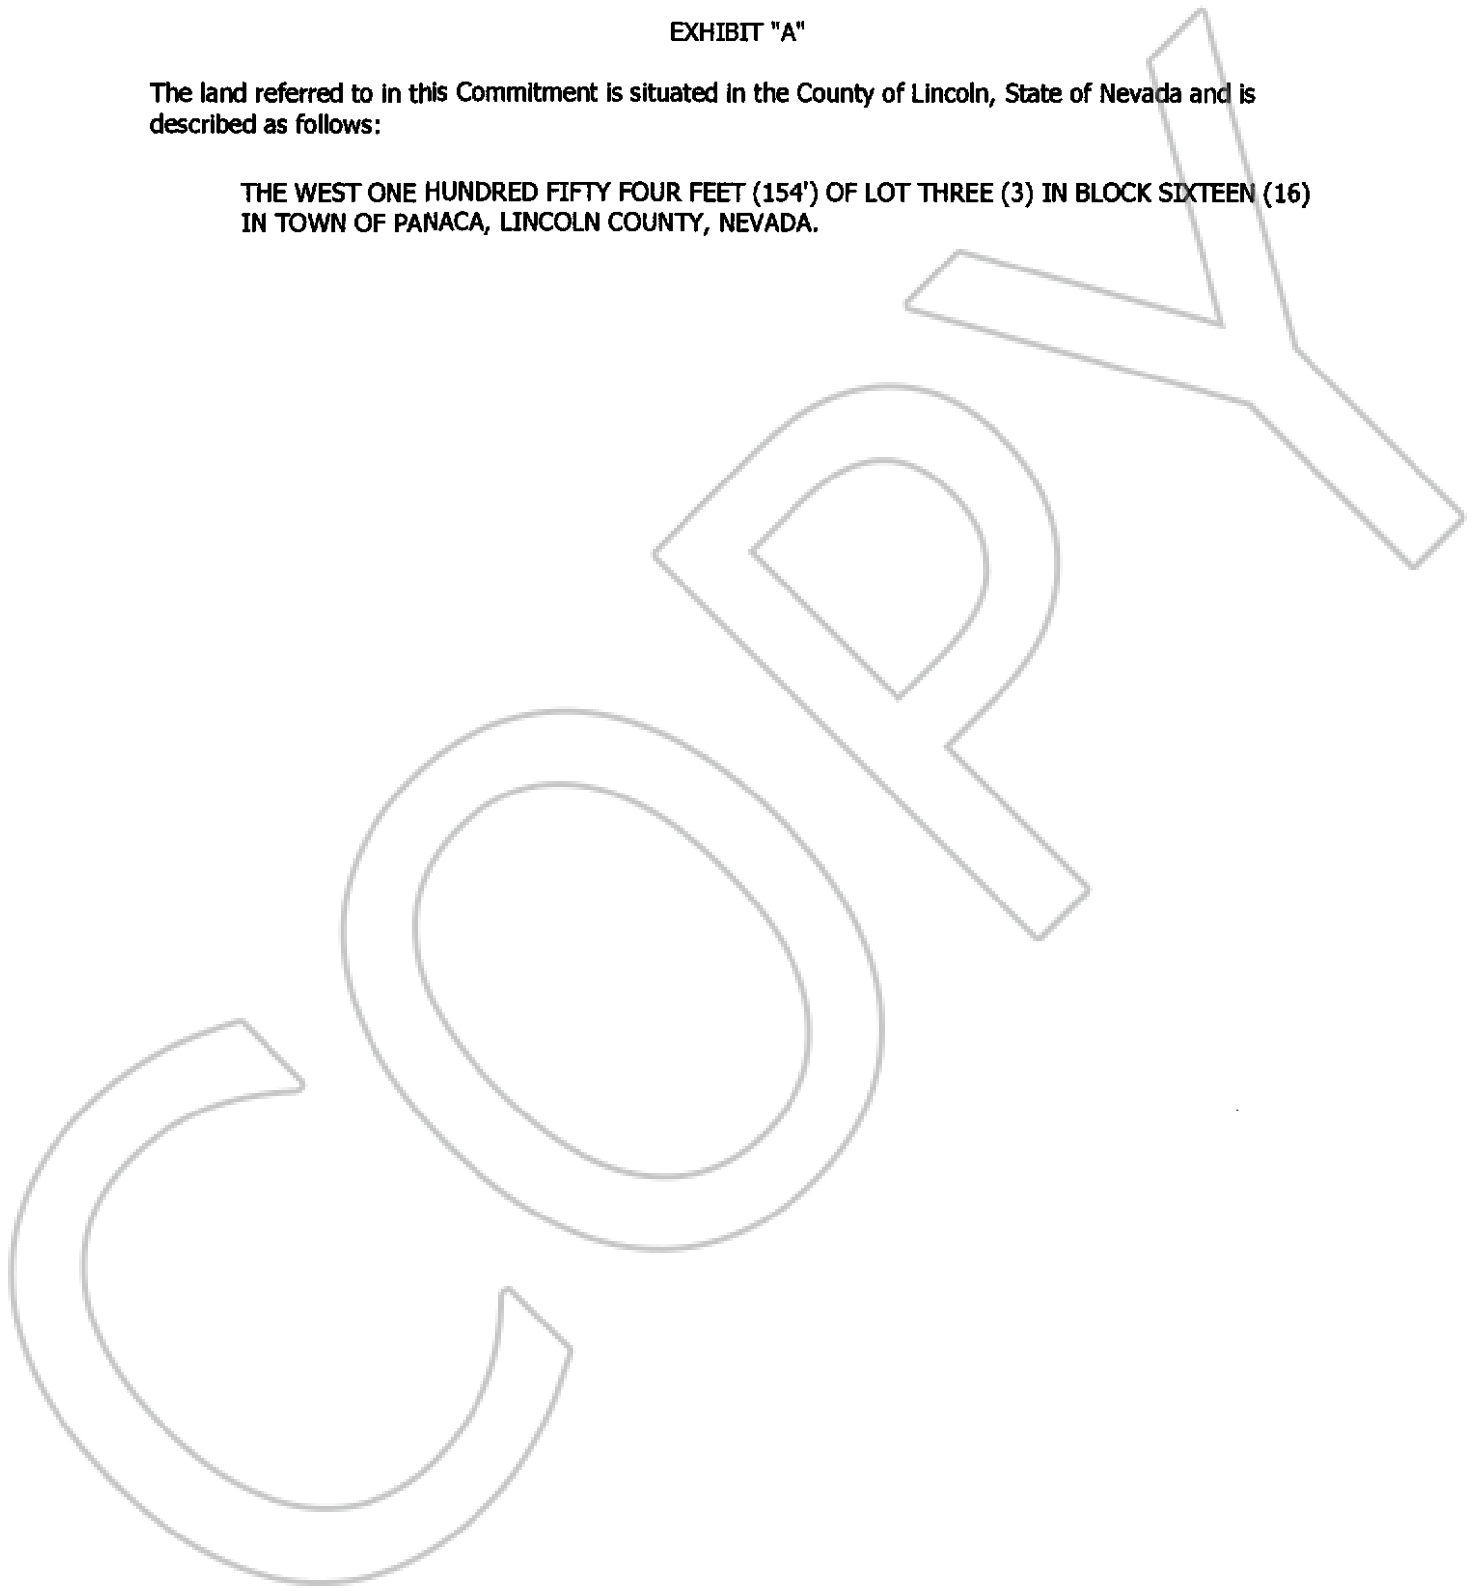 EXHIBIT "A"
The land referred to in this Commitment is situated in the County of Lincoln, State of Nevada and is
described as follows:
THE WEST ONE HUNDRED FIFTY FOUR FEET (154') OF LOT THREE (3) IN BLOCK SIXTEEN (16)
IN TOWN OF PANACA, LINCOLN COUNTY, NEVADA.
COPY